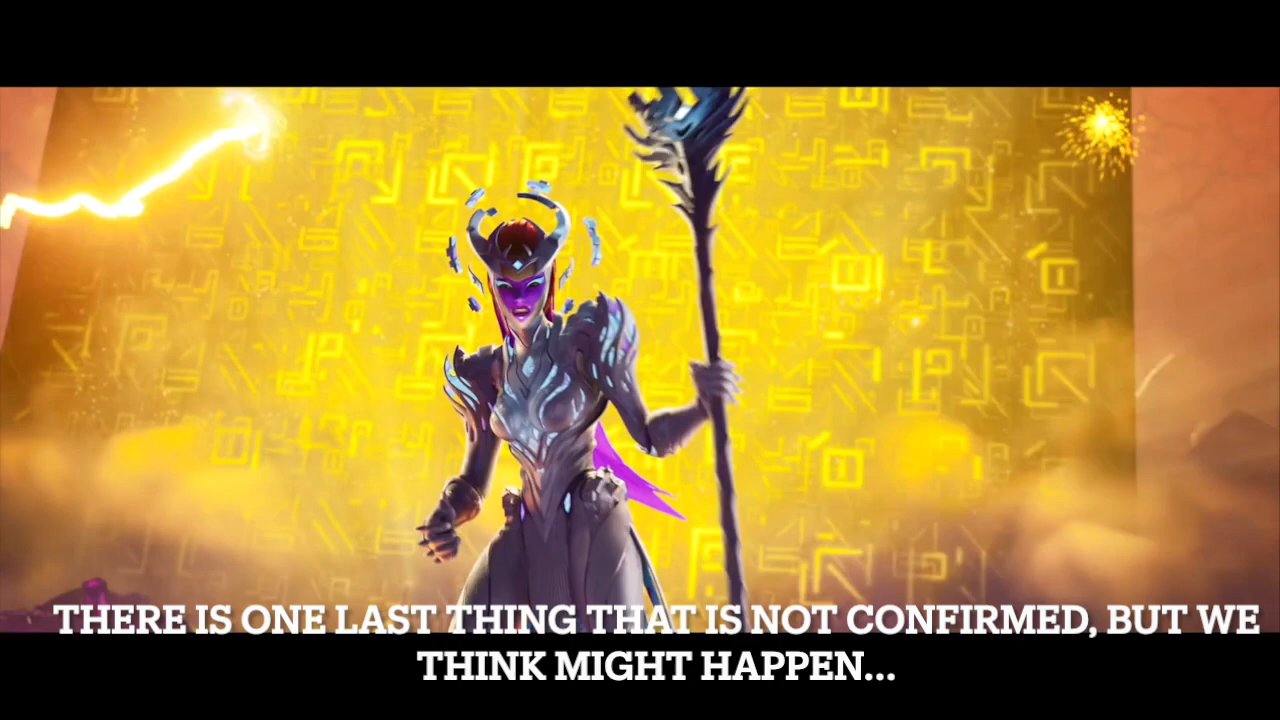 THERE IS ONE LAST THING THAT IS NOT CONFIRMED, BUT WE
THINK MIGHT HAPPEN...